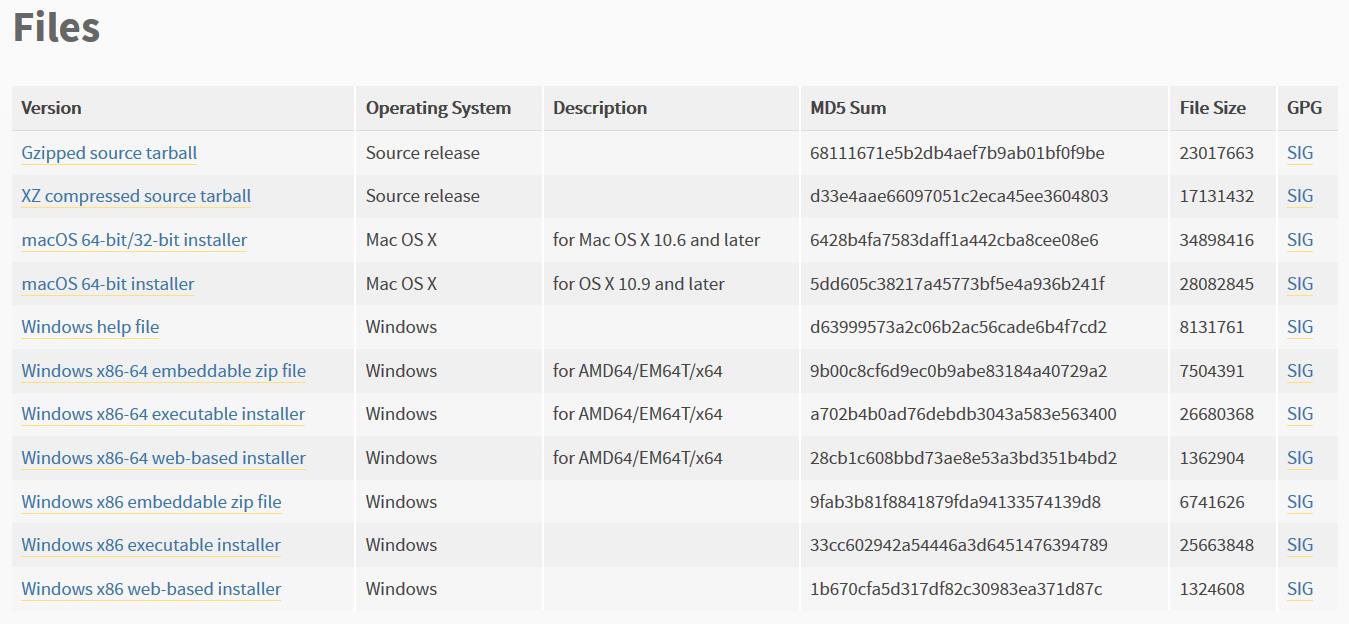 Files
Version Operating System Description MD5 Sum File Size GPG
Gzipped source tarball Source release 68111671e5b2db4aef7b9ab01bf0f9be 23017663 SIG
XZ compressed source tarball Source release d33e4aae66097051c2eca45ee3604803 17131432 SIG
macOS 64-bit/32-bit installer Mac OS X for Mac OS X 10.6 and later 6428b4fa7583daff1a442cba8cee08e6 34898416 SIG
macOS 64-bit installer Mac OS X for OS X 10.9 and later 5dd605c38217a45773bf5e4a936b241f 28082845 SIG
Windows help file Windows d63999573a2c06b2ac56cade6b4f7cd2 8131761 SIG
Windows x86-64 embeddable zip file Windows for AMD64/EM64T/x64 9b00c8cf6d9ec0b9abe83184a40729a2 7504391 SIG
Windows x86-64 executable installer Windows for AMD64/EM64T/x64 a702b4b0ad76debdb3043a583e563400 26680368 SIG
Windows x86-64 web-based installer Windows for AMD64/EM64T/x64 28cb1c608bbd73ae8e53a3bd351b4bd2 1362904 SIG
Windows x86 embeddable zip file Windows 9fab3b81f8841879fda94133574139d8 6741626 SIG
Windows x86 executable installer Windows 33cc602942a54446a3d6451476394789 25663848 SIG
Windows x86 web-based installer Windows 1b670cfa5d317df82c30983ea371d87c 1324608 SIG